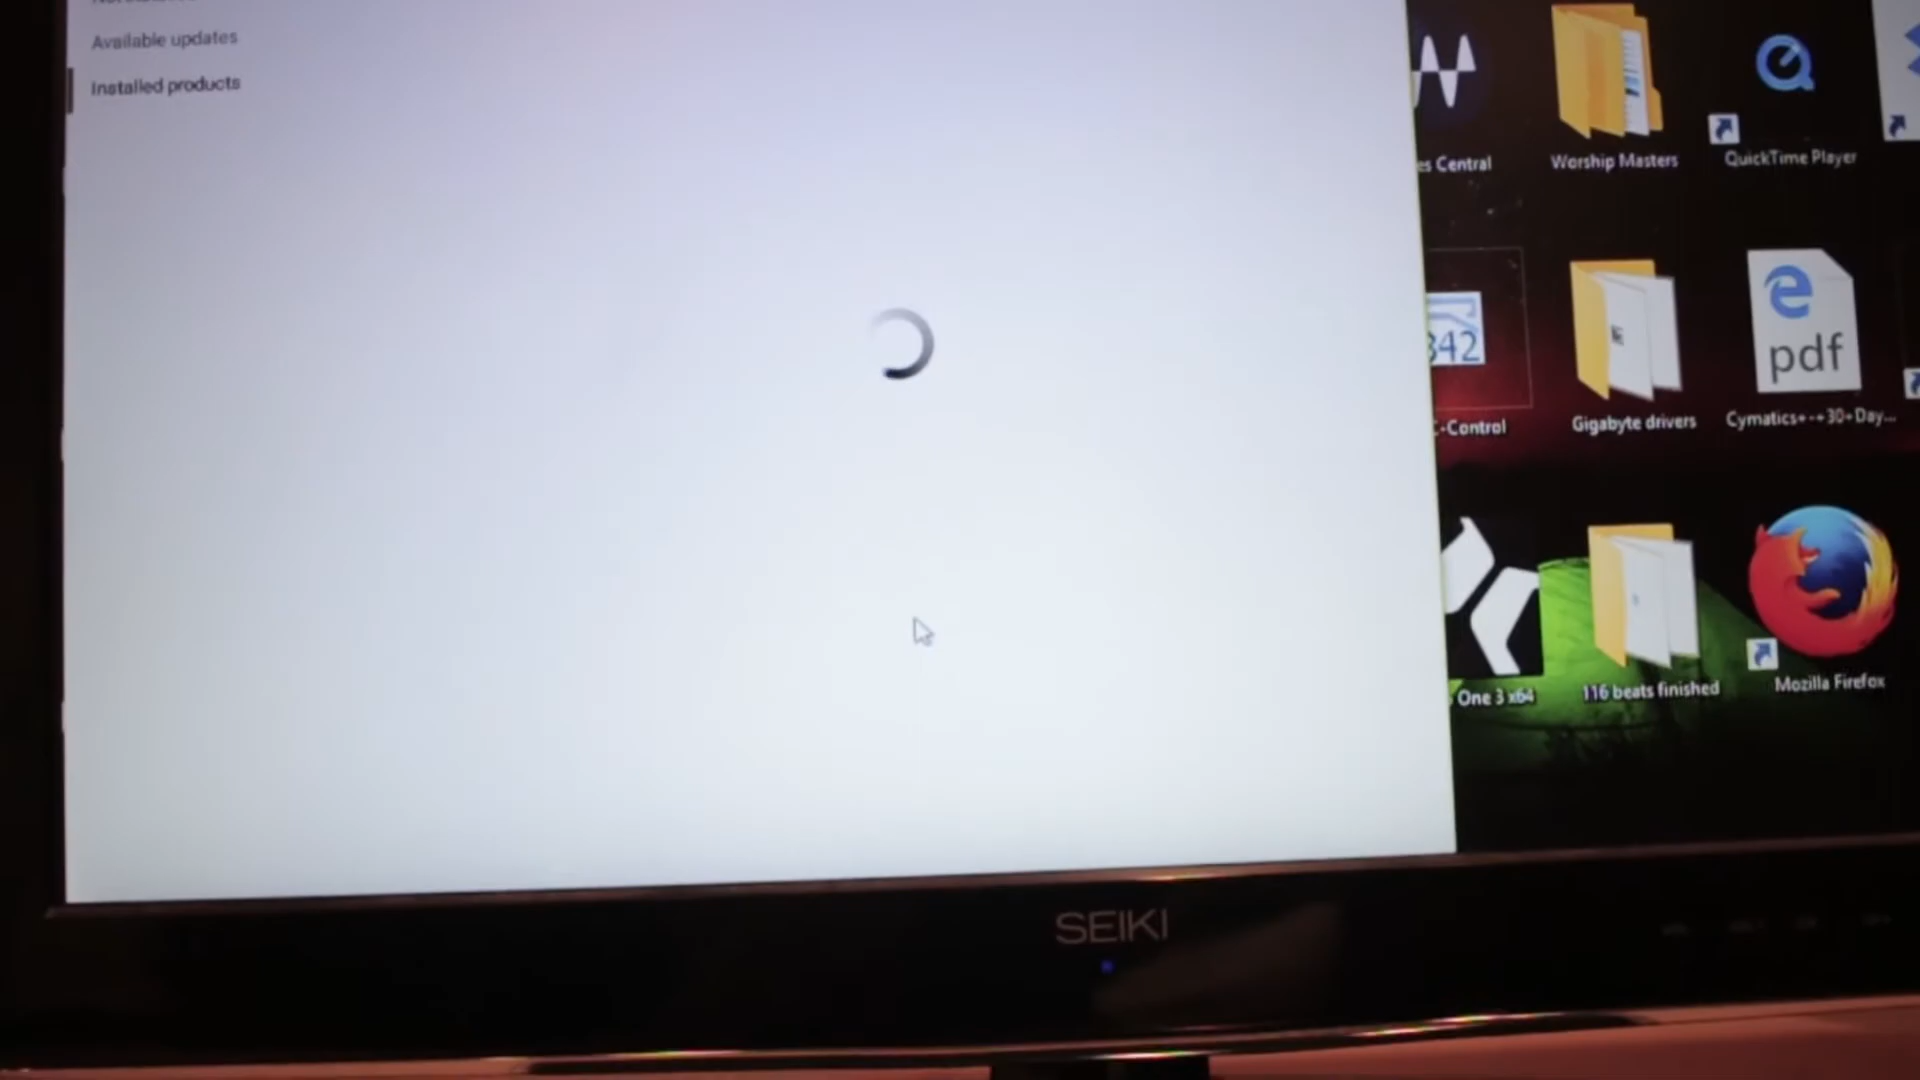 Available updates
Installed products
es Central
Worship Masters
QuickTime Player
342
pdf
-Control
Gigabyte drivers
Cymatics+-+30+Day...
One 3 x64
116 beats finished
Mozilla Firefox
SEIKI